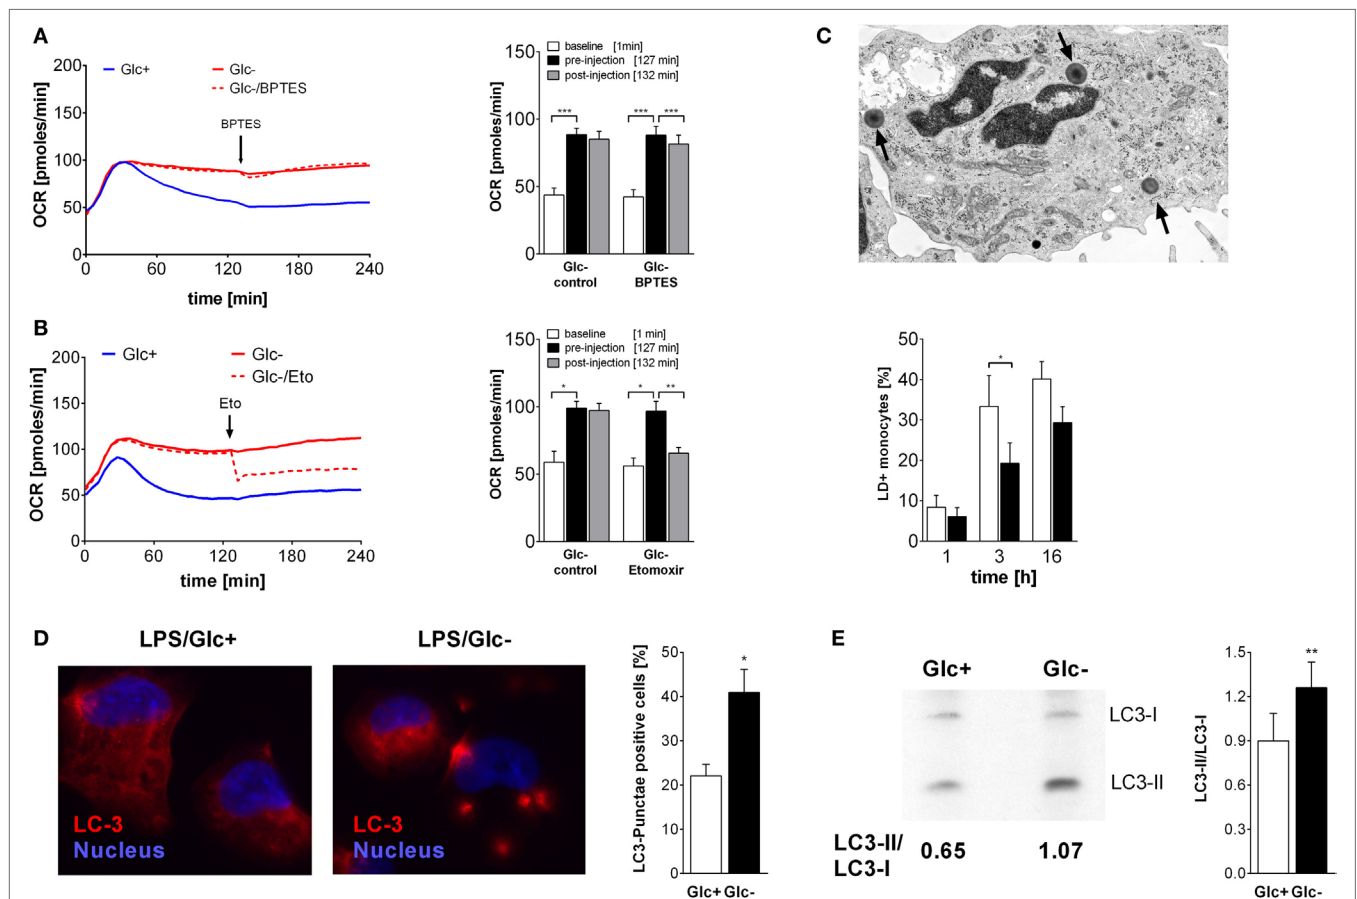 A
OCR [pmoles/min]
200
150
100
50
0
Glc+
Glc-
Glc-/BPTES
BPTES
0 60 120 180 240
time [min]
OCR [pmoles/min]
150
100
50
0
baseline [1min]
pre-injection [127 min]
post-injection [132 min]
*** *** ***
Glc- control
Glc- BPTES
B
OCR [pmoles/min]
200
150
100
50
0
Glc+
Glc-
Glc-/Eto
Eto
0 60 120 180 240
time [min]
OCR [pmoles/min]
150
100
50
0
baseline [1 min]
pre-injection [127 min]
post-injection [132 min]
* * **
Glc- control
Glc- Etomoxir
C
LD+ monocytes [%]
50
40
30
20
10
0
*
1 3 16
time [h]
D
LPS/Glc+ LPS/Glc-
LC-3
Nucleus
LC-3
Nucleus
LC3-Punctae positive cells [%]
50
40
30
20
10
0
*
Glc+ Glc-
E
Glc+ Glc-
LC3-I
LC3-II
LC3-II/
LC3-I
0.65 1.07
LC3-II/LC3-I
1.5
1.2
0.9
0.6
0.3
0.0
**
Glc+ Glc-